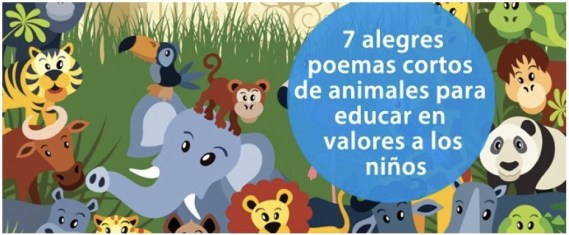 7 alegres
poemas cortos
de animales para
educar en
valores a los
niños